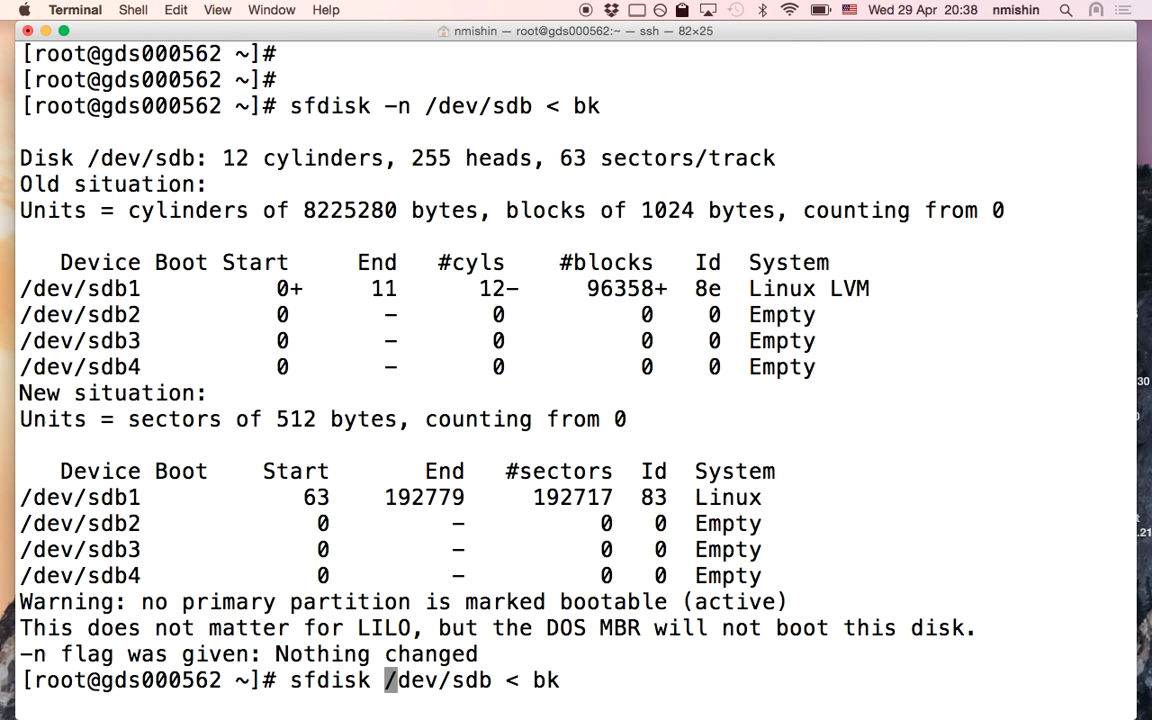 Terminal Shell Edit View Window Help Wed 29 Apr 20:38 nmishin
nmishin — root@gds000562:~ — ssh — 82×25
[root@gds000562 ~]#
[root@gds000562 ~]#
[root@gds000562 ~]# sfdisk -n /dev/sdb < bk
Disk /dev/sdb: 12 cylinders, 255 heads, 63 sectors/track
Old situation:
Units = cylinders of 8225280 bytes, blocks of 1024 bytes, counting from 0
Device Boot Start End #cyls #blocks Id System
/dev/sdb1 0+ 11 12- 96358+ 8e Linux LVM
/dev/sdb2 0 - 0 0 0 Empty
/dev/sdb3 0 - 0 0 0 Empty
/dev/sdb4 0 - 0 0 0 Empty
New situation:
Units = sectors of 512 bytes, counting from 0
Device Boot Start End #sectors Id System
/dev/sdb1 63 192779 192717 83 Linux
/dev/sdb2 0 - 0 0 Empty
/dev/sdb3 0 - 0 0 Empty
/dev/sdb4 0 - 0 0 Empty
Warning: no primary partition is marked bootable (active)
This does not matter for LILO, but the DOS MBR will not boot this disk.
-n flag was given: Nothing changed
[root@gds000562 ~]# sfdisk /dev/sdb < bk
30
.21